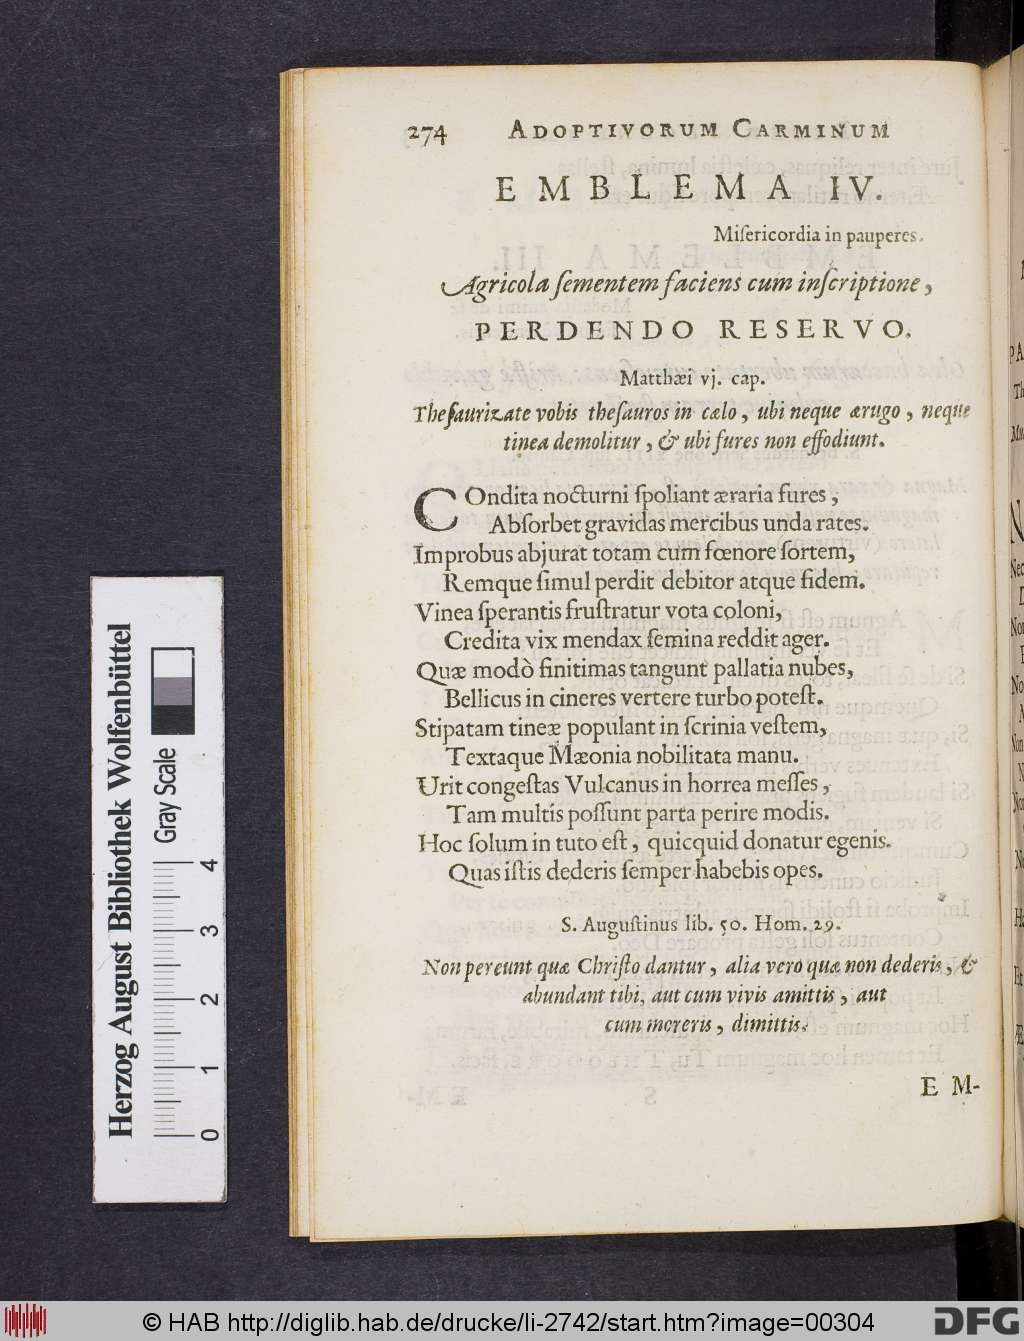 274 ADOPTIVORUM CARMINUM
EMBLEMA IV.
Miſericordia in pauperes.
Agricola ſementem faciens cum inſcriptione,
PERDENDO RESERVO.
Matthæi vj. cap.
Theſaurizate vobis theſauros in cælo, ubi neque ærugo, neque
tinea demolitur, & ubi fures non effodiunt.
COndita nocturni ſpoliant æraria fures,
Abſorbet gravidas mercibus unda rates.
Improbus abjurat totam cum fœnore ſortem,
Remque ſimul perdit debitor atque fidem.
Vinea ſperantis fruſtratur vota coloni,
Credita vix mendax ſemina reddit ager.
Quæ modò finitimas tangunt pallatia nubes,
Bellicus in cineres vertere turbo poteſt.
Stipatam tineæ populant in ſcrinia veſtem,
Textaque Mæonia nobilitata manu.
Urit congeſtas Vulcanus in horrea meſſes,
Tam multis poſſunt parta perire modis.
Hoc ſolum in tuto eſt, quicquid donatur egenis.
Quas iſtis dederis ſemper habebis opes.
S. Auguſtinus lib. 50. Hom. 29.
Non pereunt quæ Chriſto dantur, alia vero quæ non dederis, &
abundant tibi, aut cum vivis amittis, aut
cum moreris, dimittis.
EM-
Herzog August Bibliothek Wolfenbüttel
Gray Scale
0 1 2 3 4
© HAB http://diglib.hab.de/drucke/li-2742/start.htm?image=00304
DFG